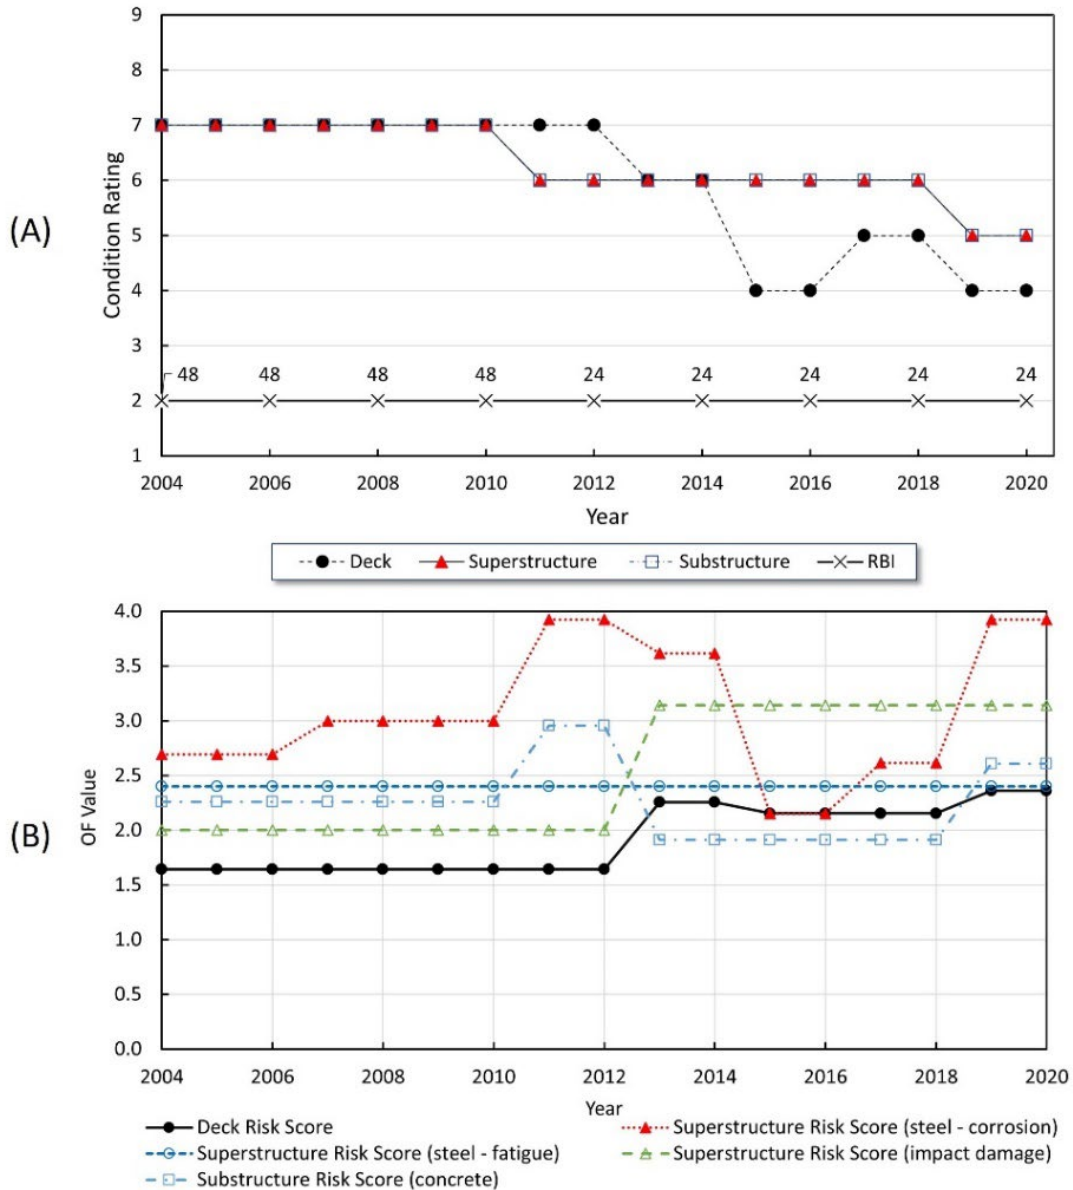 (A)
Condition Rating
9
8
7
6
5
4
3
2
1
48 48 48 48 24 24 24 24 24
2004 2006 2008 2010 2012 2014 2016 2018 2020
Year
Deck Superstructure Substructure RBI
(B)
OF Value
4.0
3.5
3.0
2.5
2.0
1.5
1.0
0.5
0.0
2004 2006 2008 2010 2012 2014 2016 2018 2020
Year
Deck Risk Score Superstructure Risk Score (steel - corrosion)
Superstructure Risk Score (steel - fatigue) Superstructure Risk Score (impact damage)
Substructure Risk Score (concrete)